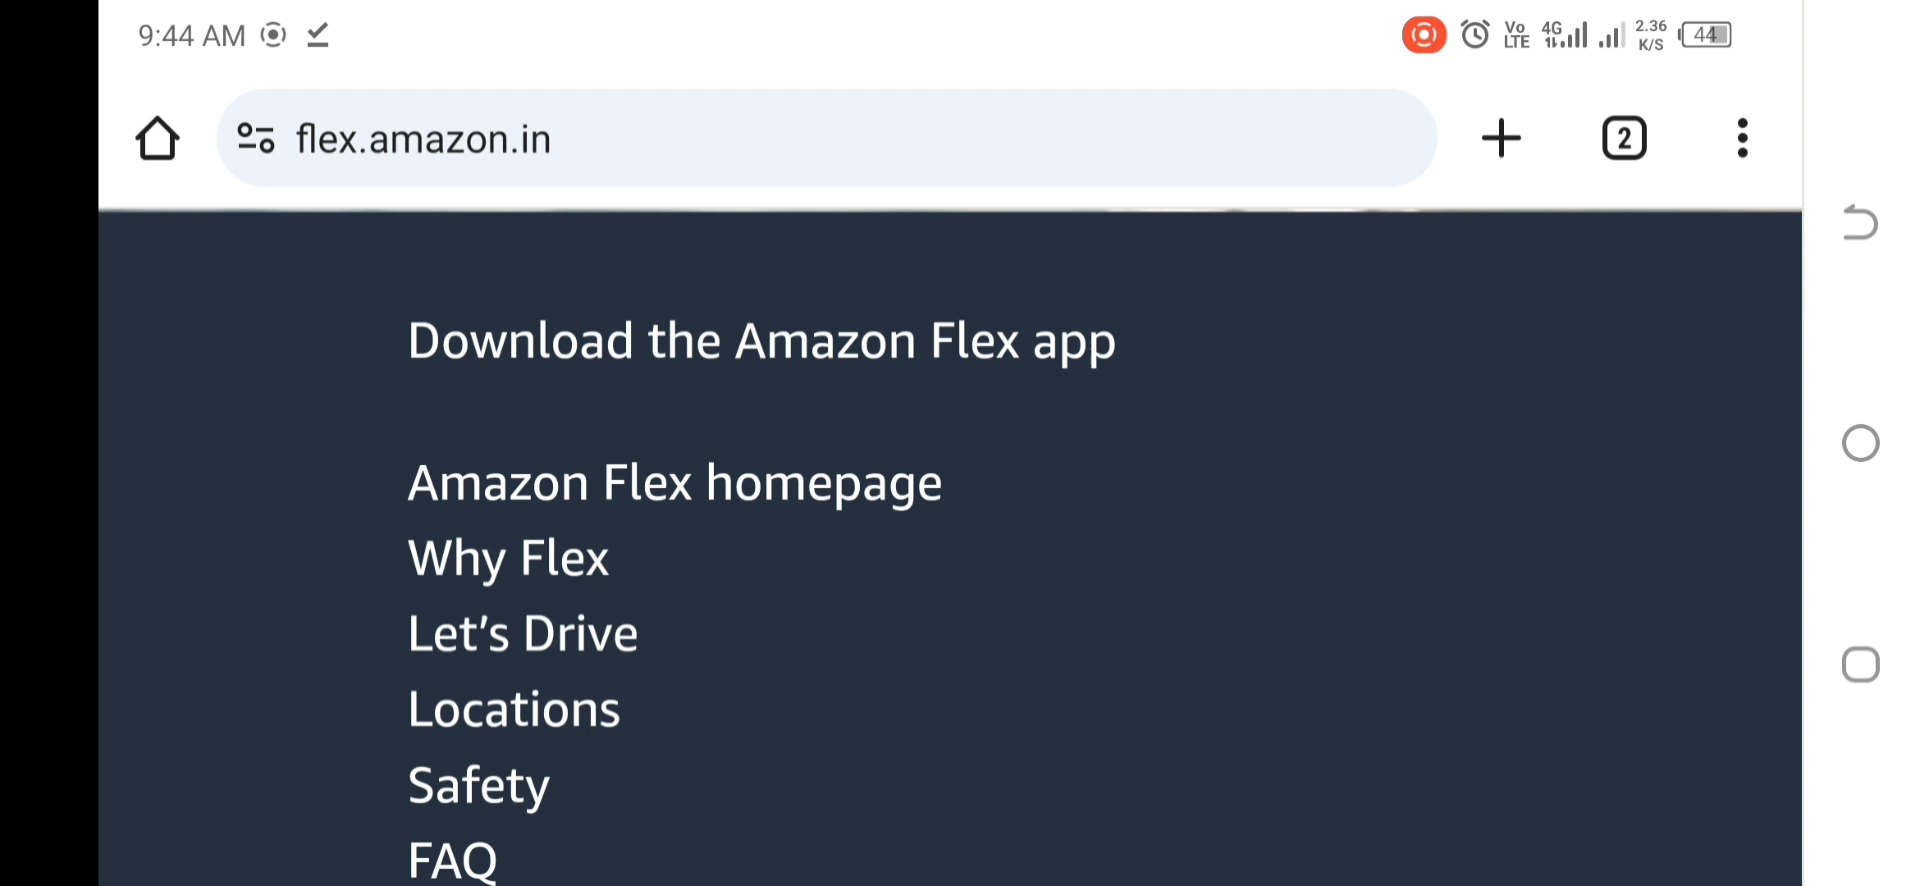 9:44 AM
Vo LTE 4G 2.36 K/S 44
flex.amazon.in
2
Download the Amazon Flex app
Amazon Flex homepage
Why Flex
Let’s Drive
Locations
Safety
FAQ